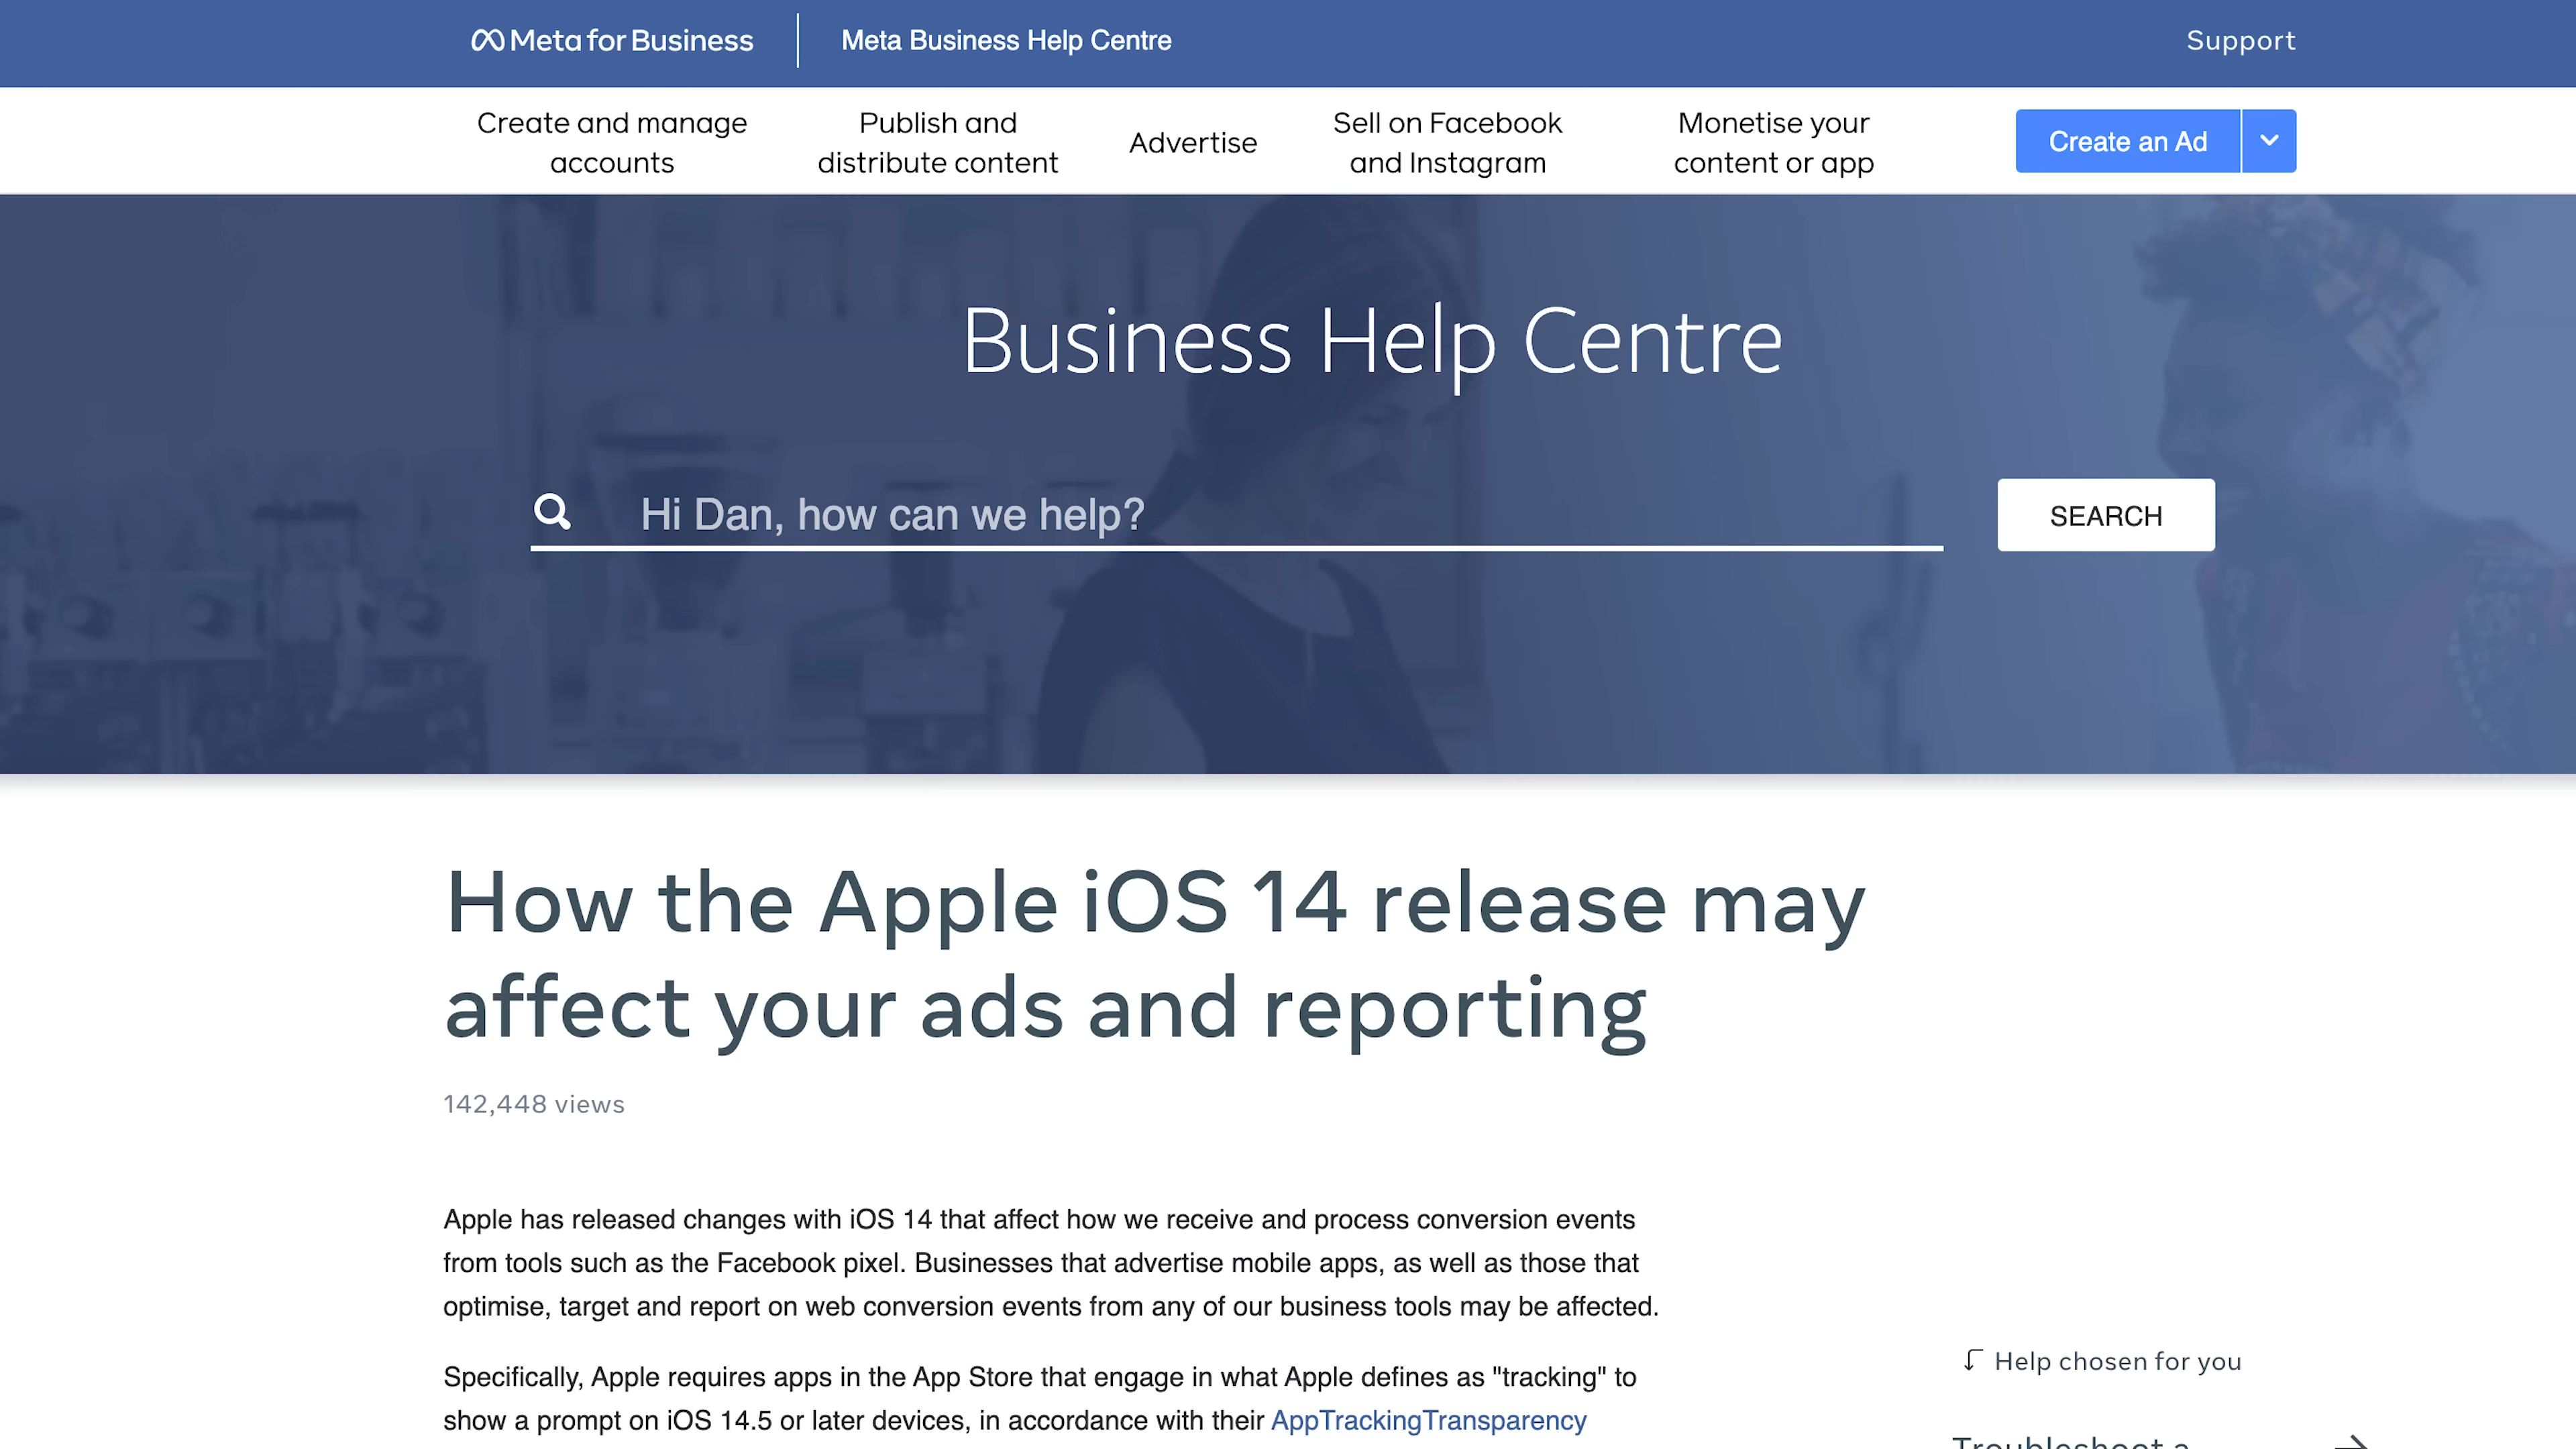 Meta for Business
Meta Business Help Centre
Support
Create and manage
accounts
Publish and
distribute content
Advertise
Sell on Facebook
and Instagram
Monetise your
content or app
Create an Ad
Business Help Centre
Hi Dan, how can we help?
SEARCH
How the Apple iOS 14 release may
affect your ads and reporting
142,448 views
Apple has released changes with iOS 14 that affect how we receive and process conversion events
from tools such as the Facebook pixel. Businesses that advertise mobile apps, as well as those that
optimise, target and report on web conversion events from any of our business tools may be affected.
Specifically, Apple requires apps in the App Store that engage in what Apple defines as "tracking" to
show a prompt on iOS 14.5 or later devices, in accordance with their AppTrackingTransparency
Help chosen for you
Troubleshoot a